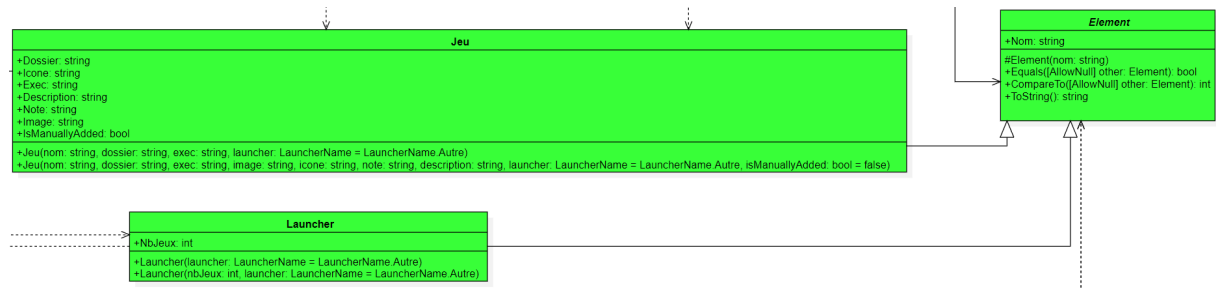 Jeu
+Dossier: string
+Icone: string
+Exec: string
+Description: string
+Note: string
+Image: string
+IsManuallyAdded: bool
+Jeu(nom: string, dossier: string, exec: string, launcher: LauncherName = LauncherName.Autre)
+Jeu(nom: string, dossier: string, exec: string, image: string, icone: string, note: string, description: string, launcher: LauncherName = LauncherName.Autre, isManuallyAdded: bool = false)
Element
+Nom: string
#Element(nom: string)
+Equals([AllowNull] other: Element): bool
+CompareTo([AllowNull] other: Element): int
+ToString(): string
Launcher
+NbJeux: int
+Launcher(launcher: LauncherName = LauncherName.Autre)
+Launcher(nbJeux: int, launcher: LauncherName = LauncherName.Autre)